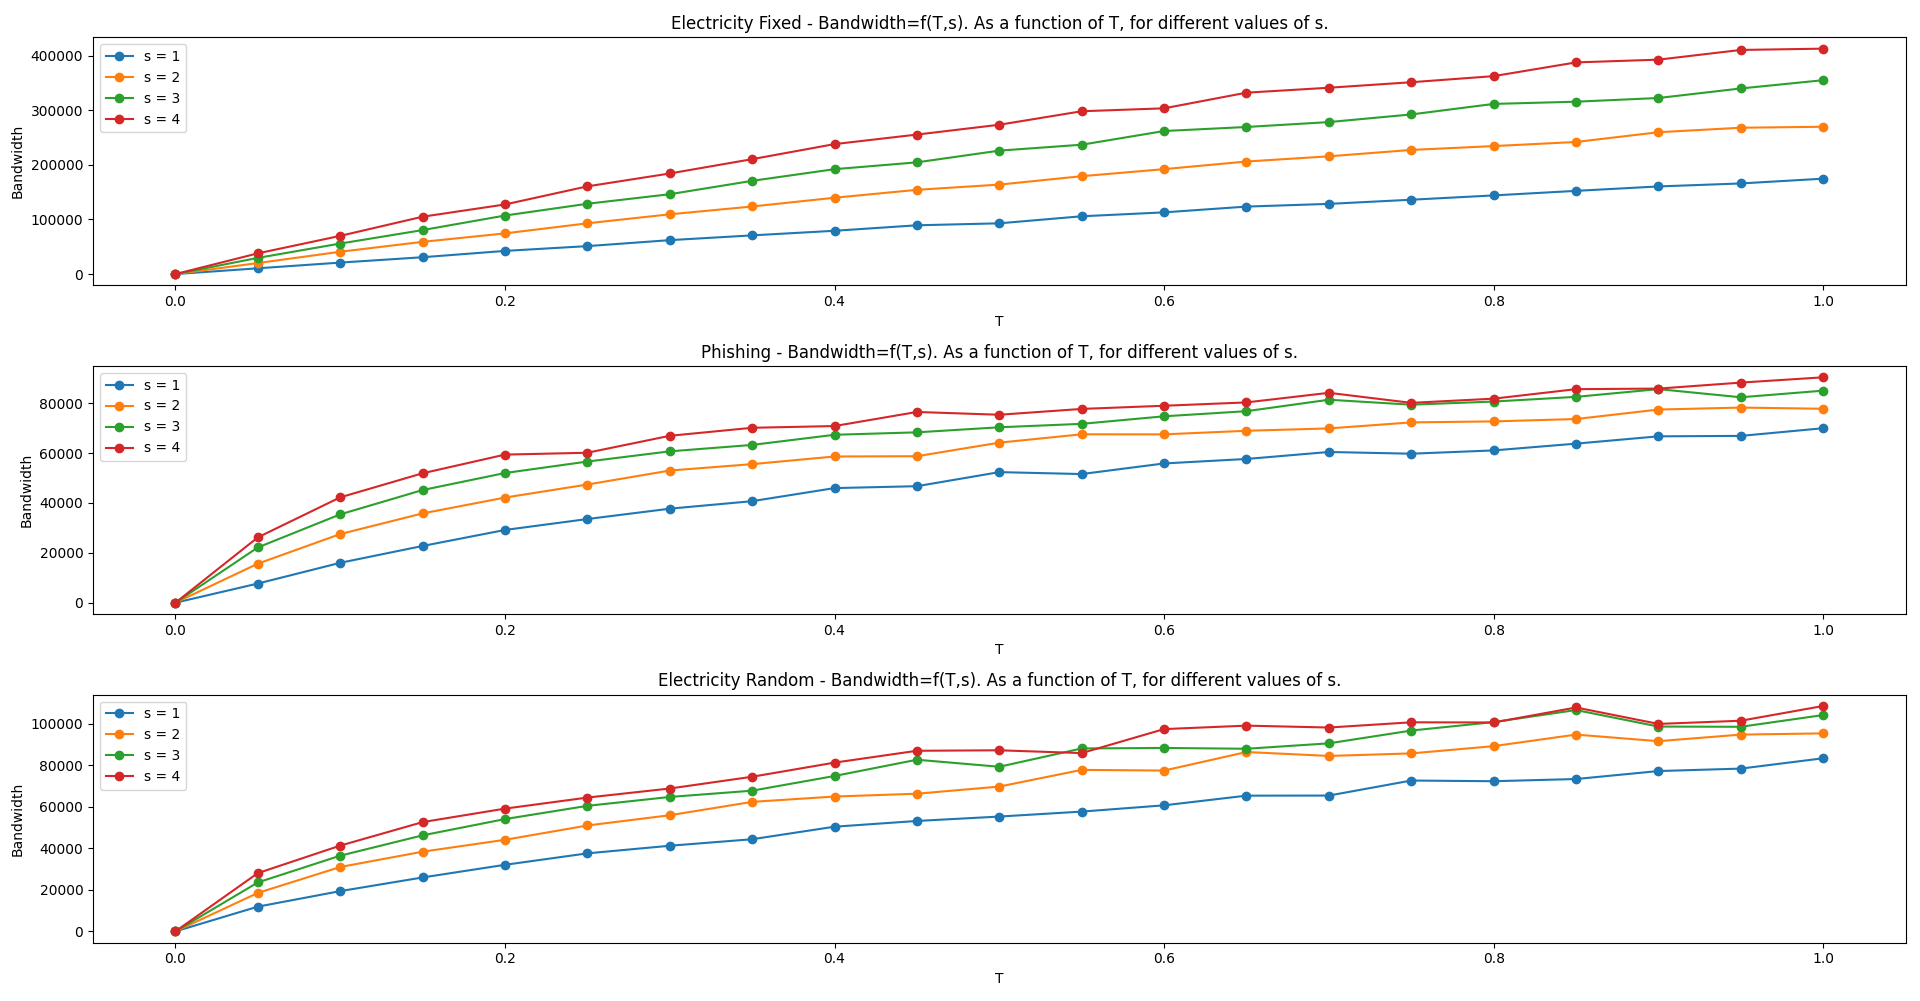 Electricity Fixed - Bandwidth=f(T,s). As a function of T, for different values of s.
s = 1
s = 2
s = 3
s = 4
Bandwidth
400000
300000
200000
100000
0
0.0 0.2 0.4 0.6 0.8 1.0
T
Phishing - Bandwidth=f(T,s). As a function of T, for different values of s.
s = 1
s = 2
s = 3
s = 4
Bandwidth
80000
60000
40000
20000
0
0.0 0.2 0.4 0.6 0.8 1.0
T
Electricity Random - Bandwidth=f(T,s). As a function of T, for different values of s.
s = 1
s = 2
s = 3
s = 4
Bandwidth
100000
80000
60000
40000
20000
0
0.0 0.2 0.4 0.6 0.8 1.0
T